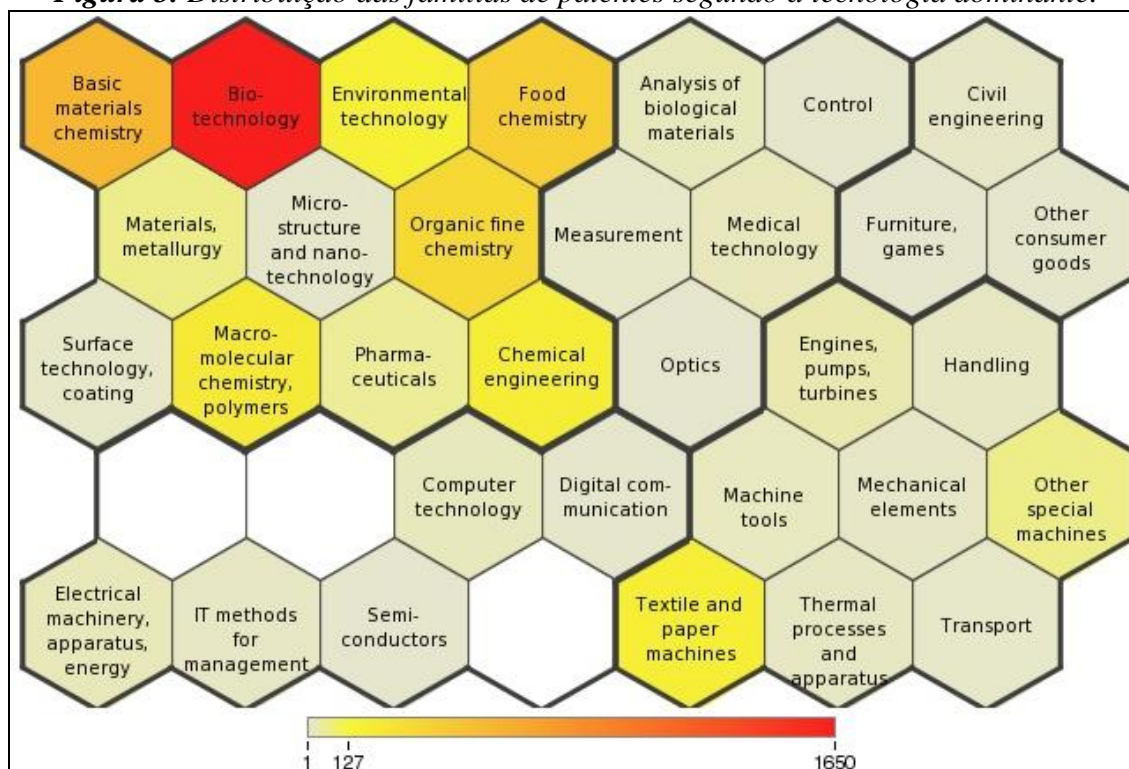 Figura 3: Distribuição das famílias de patentes segundo a tecnologia dominante.
Basic
materials
chemistry
Bio-
technology
Environmental
technology
Food
chemistry
Analysis of
biological
materials
Control
Civil
engineering
Materials,
metallurgy
Micro-
structure
and nano-
technology
Organic fine
chemistry
Measurement
Medical
technology
Furniture,
games
Other
consumer
goods
Surface
technology,
coating
Macro-
molecular
chemistry,
polymers
Pharma-
ceuticals
Chemical
engineering
Optics
Engines,
pumps,
turbines
Handling
Computer
technology
Digital com-
munication
Machine
tools
Mechanical
elements
Other
special
machines
Electrical
machinery,
apparatus,
energy
IT methods
for
management
Semi-
conductors
Textile and
paper
machines
Thermal
processes
and
apparatus
Transport
1 127 1650